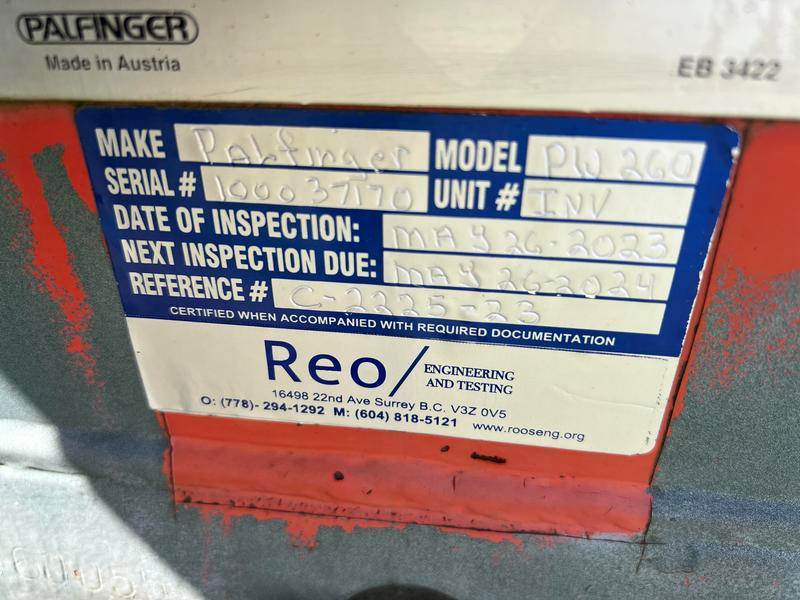 PALFINGER
Made in Austria
EB 3422
MAKE Palfinger MODEL PW 260
SERIAL # 100037170 UNIT # INV
DATE OF INSPECTION: MAY 26-2023
NEXT INSPECTION DUE: MAY 26-2024
REFERENCE # C-2225-23
CERTIFIED WHEN ACCOMPANIED WITH REQUIRED DOCUMENTATION
Reo/ ENGINEERING
AND TESTING
16498 22nd Ave Surrey B.C. V3Z 0V5
O: (778)- 294-1292 M: (604) 818-5121 www.rooseng.org